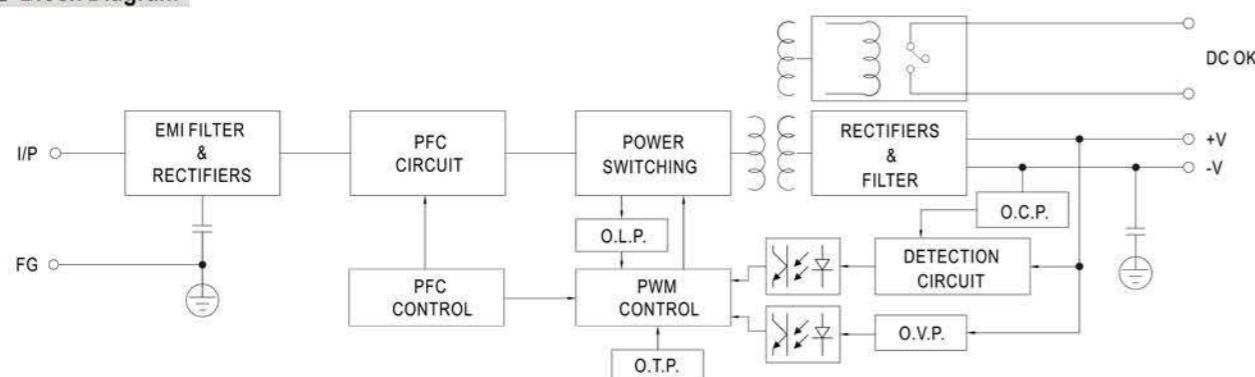 Block Diagram
DC OK
I/P
EMI FILTER
&
RECTIFIERS
PFC
CIRCUIT
POWER
SWITCHING
RECTIFIERS
&
FILTER
+V
-V
O.C.P.
O.L.P.
DETECTION
CIRCUIT
FG
PFC
CONTROL
PWM
CONTROL
O.V.P.
O.T.P.